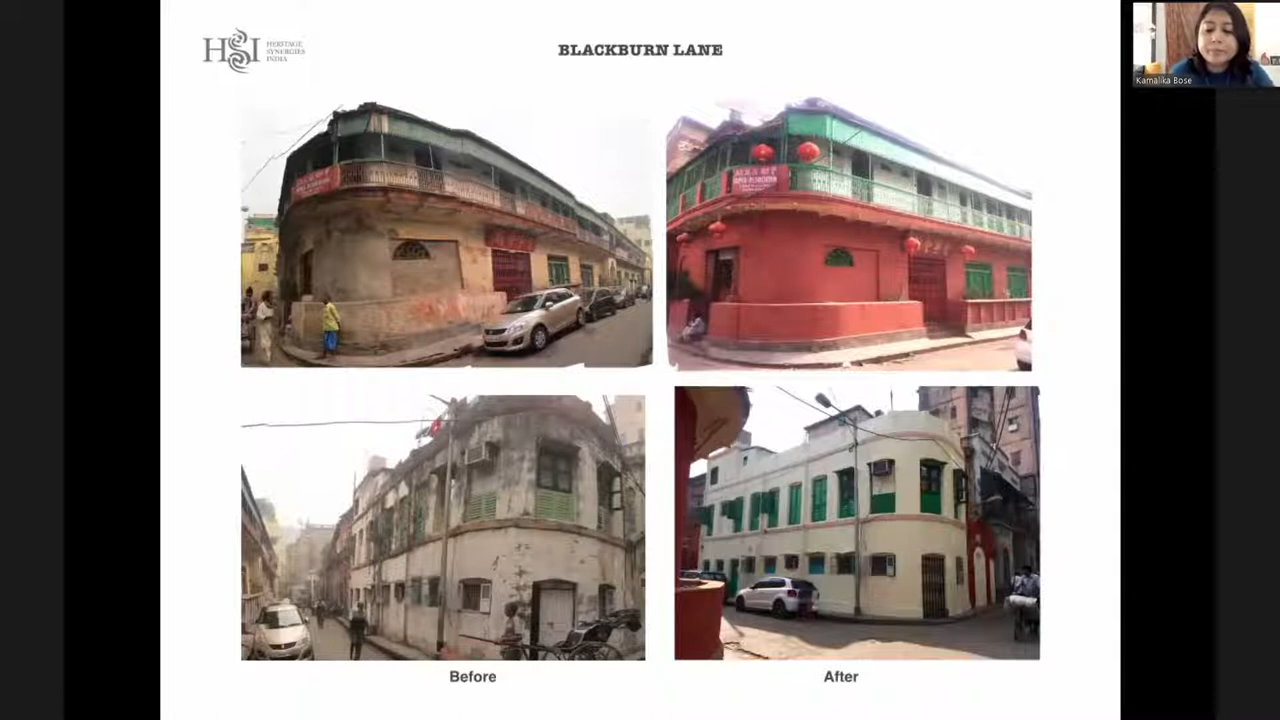 HSI
HERITAGE
SYNERGIES
INDIA
BLACKBURN LANE
Kamalika Bose
Before
After